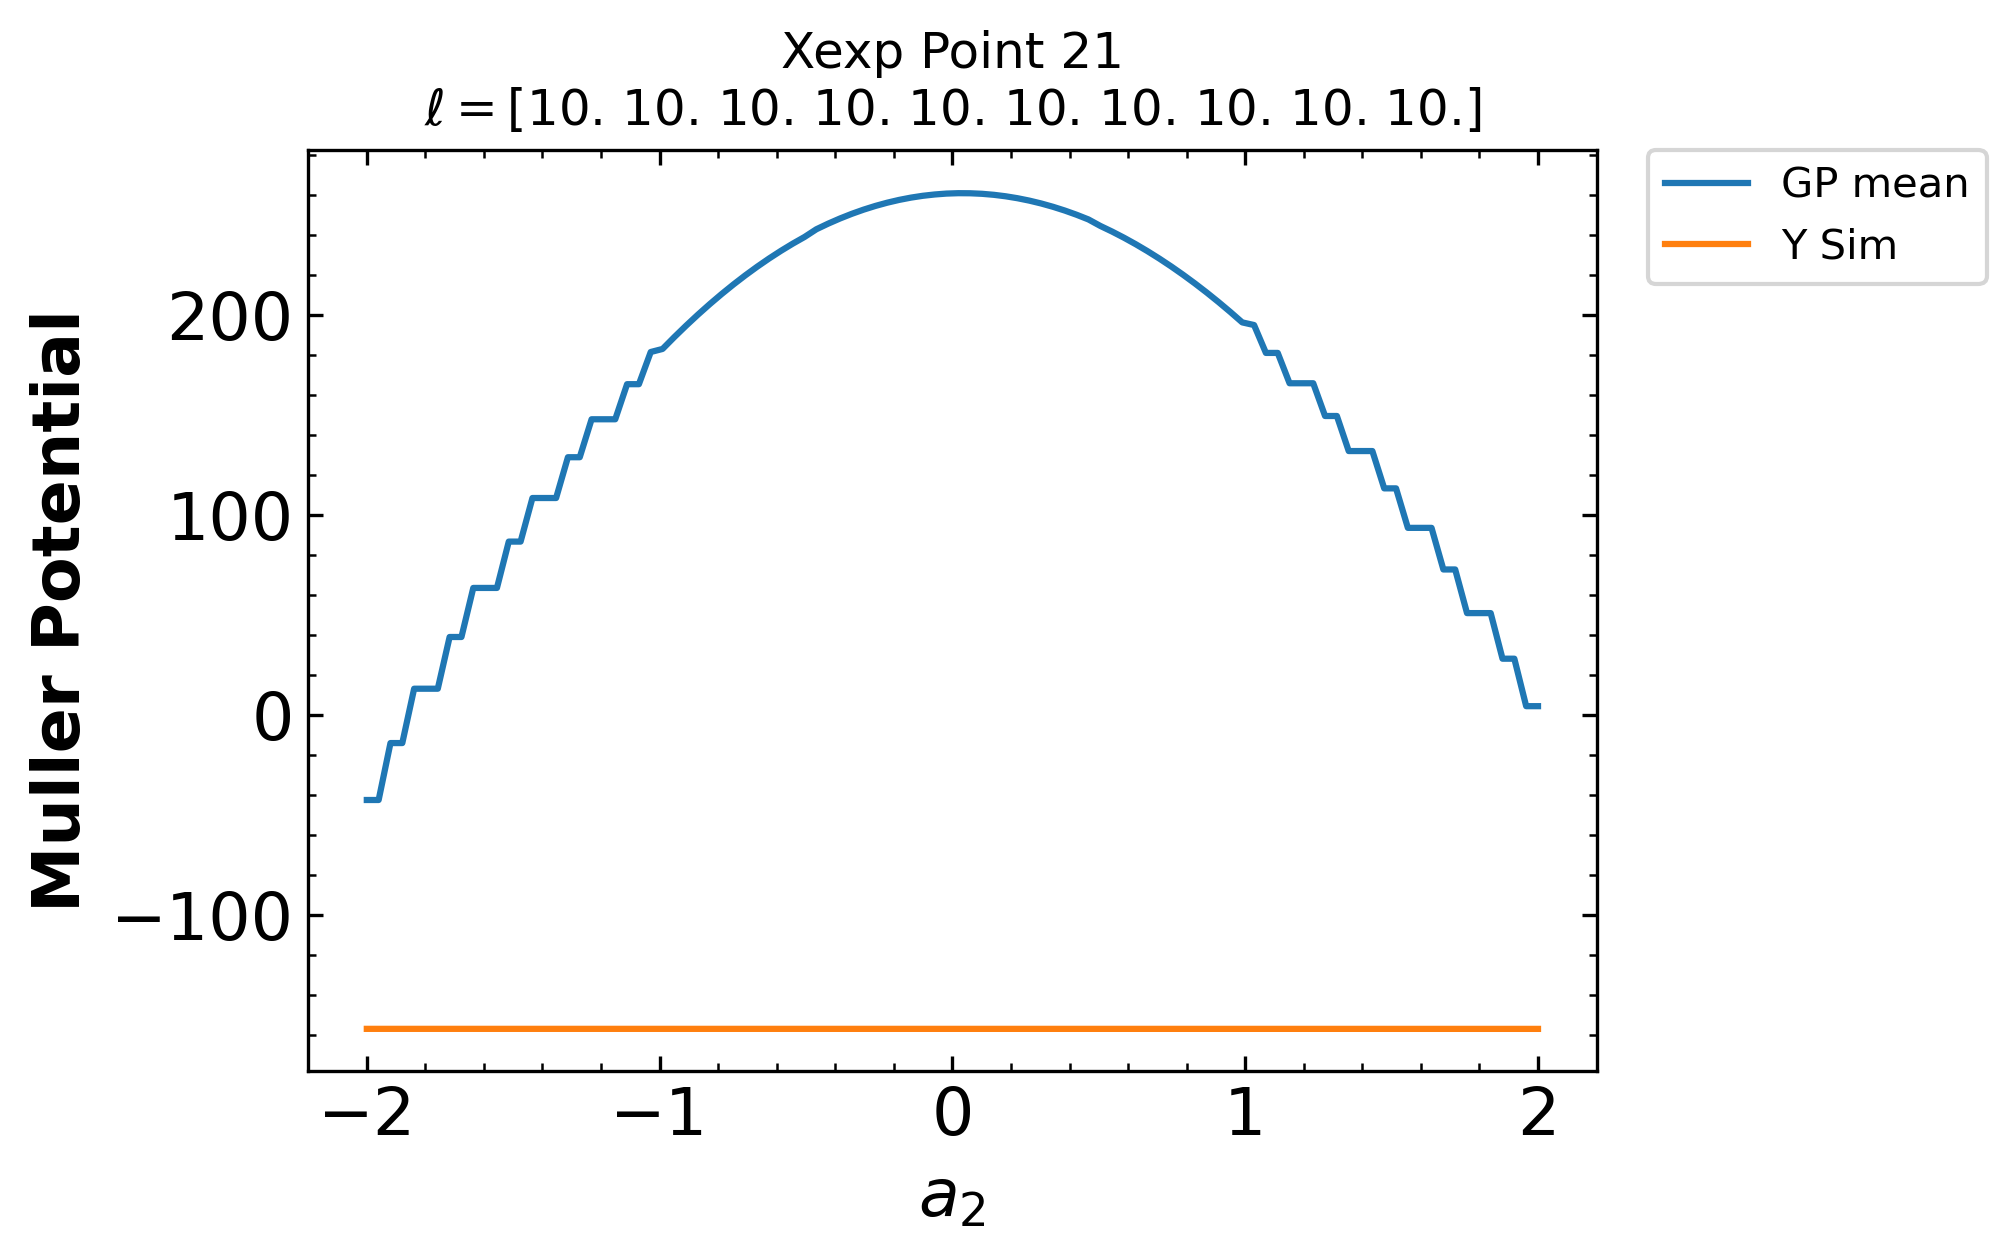 Xexp Point 21
ℓ = [10. 10. 10. 10. 10. 10. 10. 10. 10. 10.]
GP mean
Y Sim
Muller Potential
200
100
0
−100
−2
−1
0
1
2
a₂